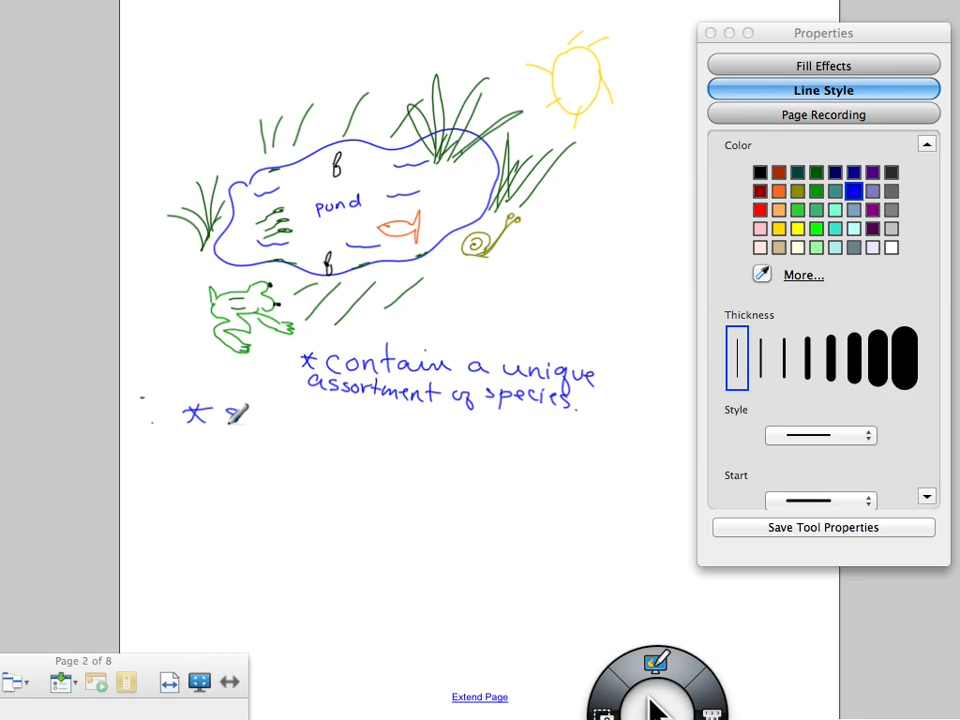 Properties
Fill Effects
Line Style
Page Recording
Color
More...
Thickness
Style
Start
Save Tool Properties
pond
* contain a unique
assortment of species.
*
Page 2 of 8
Extend Page